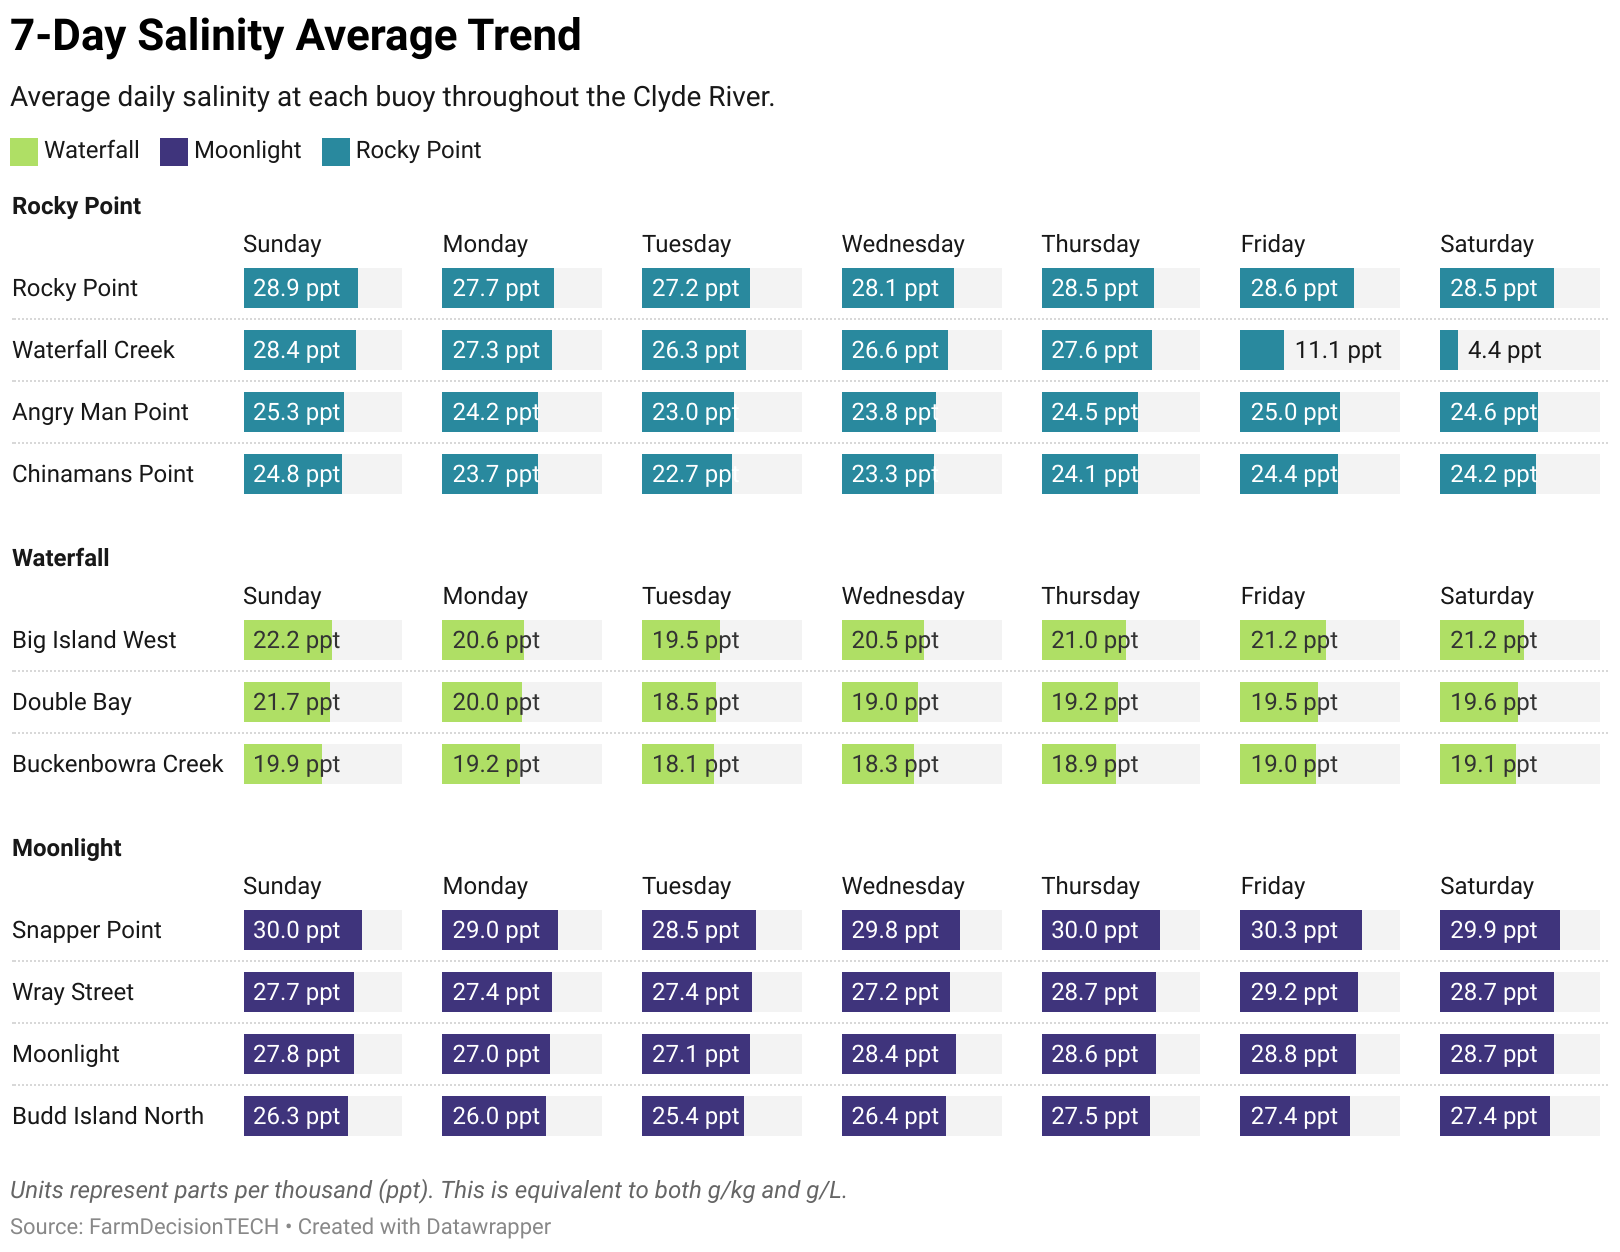 7-Day Salinity Average Trend
Average daily salinity at each buoy throughout the Clyde River.
Waterfall Moonlight Rocky Point
Rocky Point
Sunday Monday Tuesday Wednesday Thursday Friday Saturday
Rocky Point 28.9 ppt 27.7 ppt 27.2 ppt 28.1 ppt 28.5 ppt 28.6 ppt 28.5 ppt
Waterfall Creek 28.4 ppt 27.3 ppt 26.3 ppt 26.6 ppt 27.6 ppt 11.1 ppt 4.4 ppt
Angry Man Point 25.3 ppt 24.2 ppt 23.0 ppt 23.8 ppt 24.5 ppt 25.0 ppt 24.6 ppt
Chinamans Point 24.8 ppt 23.7 ppt 22.7 ppt 23.3 ppt 24.1 ppt 24.4 ppt 24.2 ppt
Waterfall
Sunday Monday Tuesday Wednesday Thursday Friday Saturday
Big Island West 22.2 ppt 20.6 ppt 19.5 ppt 20.5 ppt 21.0 ppt 21.2 ppt 21.2 ppt
Double Bay 21.7 ppt 20.0 ppt 18.5 ppt 19.0 ppt 19.2 ppt 19.5 ppt 19.6 ppt
Buckenbowra Creek 19.9 ppt 19.2 ppt 18.1 ppt 18.3 ppt 18.9 ppt 19.0 ppt 19.1 ppt
Moonlight
Sunday Monday Tuesday Wednesday Thursday Friday Saturday
Snapper Point 30.0 ppt 29.0 ppt 28.5 ppt 29.8 ppt 30.0 ppt 30.3 ppt 29.9 ppt
Wray Street 27.7 ppt 27.4 ppt 27.4 ppt 27.2 ppt 28.7 ppt 29.2 ppt 28.7 ppt
Moonlight 27.8 ppt 27.0 ppt 27.1 ppt 28.4 ppt 28.6 ppt 28.8 ppt 28.7 ppt
Budd Island North 26.3 ppt 26.0 ppt 25.4 ppt 26.4 ppt 27.5 ppt 27.4 ppt 27.4 ppt
Units represent parts per thousand (ppt). This is equivalent to both g/kg and g/L.
Source: FarmDecisionTECH • Created with Datawrapper